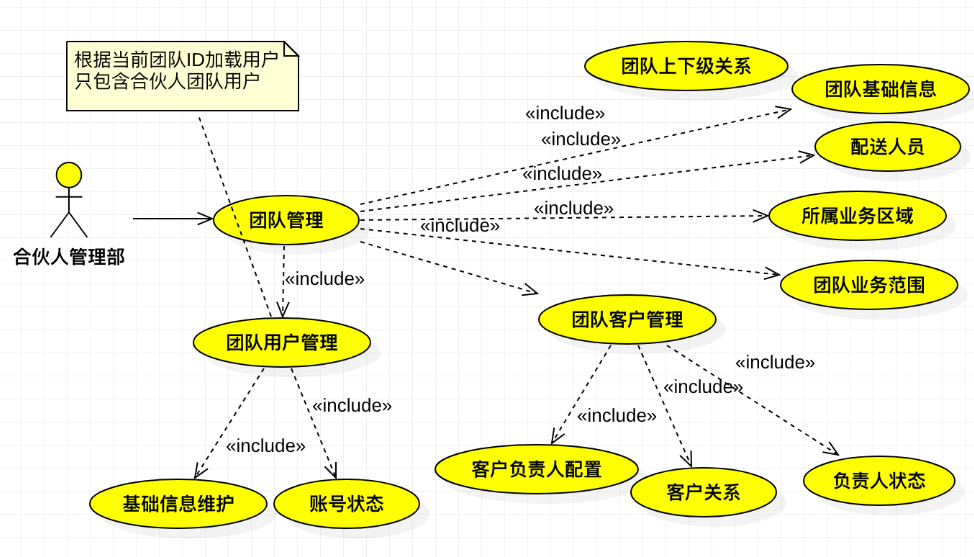 根据当前团队ID加载用户
只包含合伙人团队用户
团队上下级关系
团队基础信息
«include»
«include»
配送人员
«include»
合伙人管理部
团队管理
«include»
所属业务区域
«include»
团队业务范围
«include»
团队用户管理
团队客户管理
«include»
«include»
«include»
«include»
«include»
客户负责人配置
客户关系
负责人状态
基础信息维护
账号状态